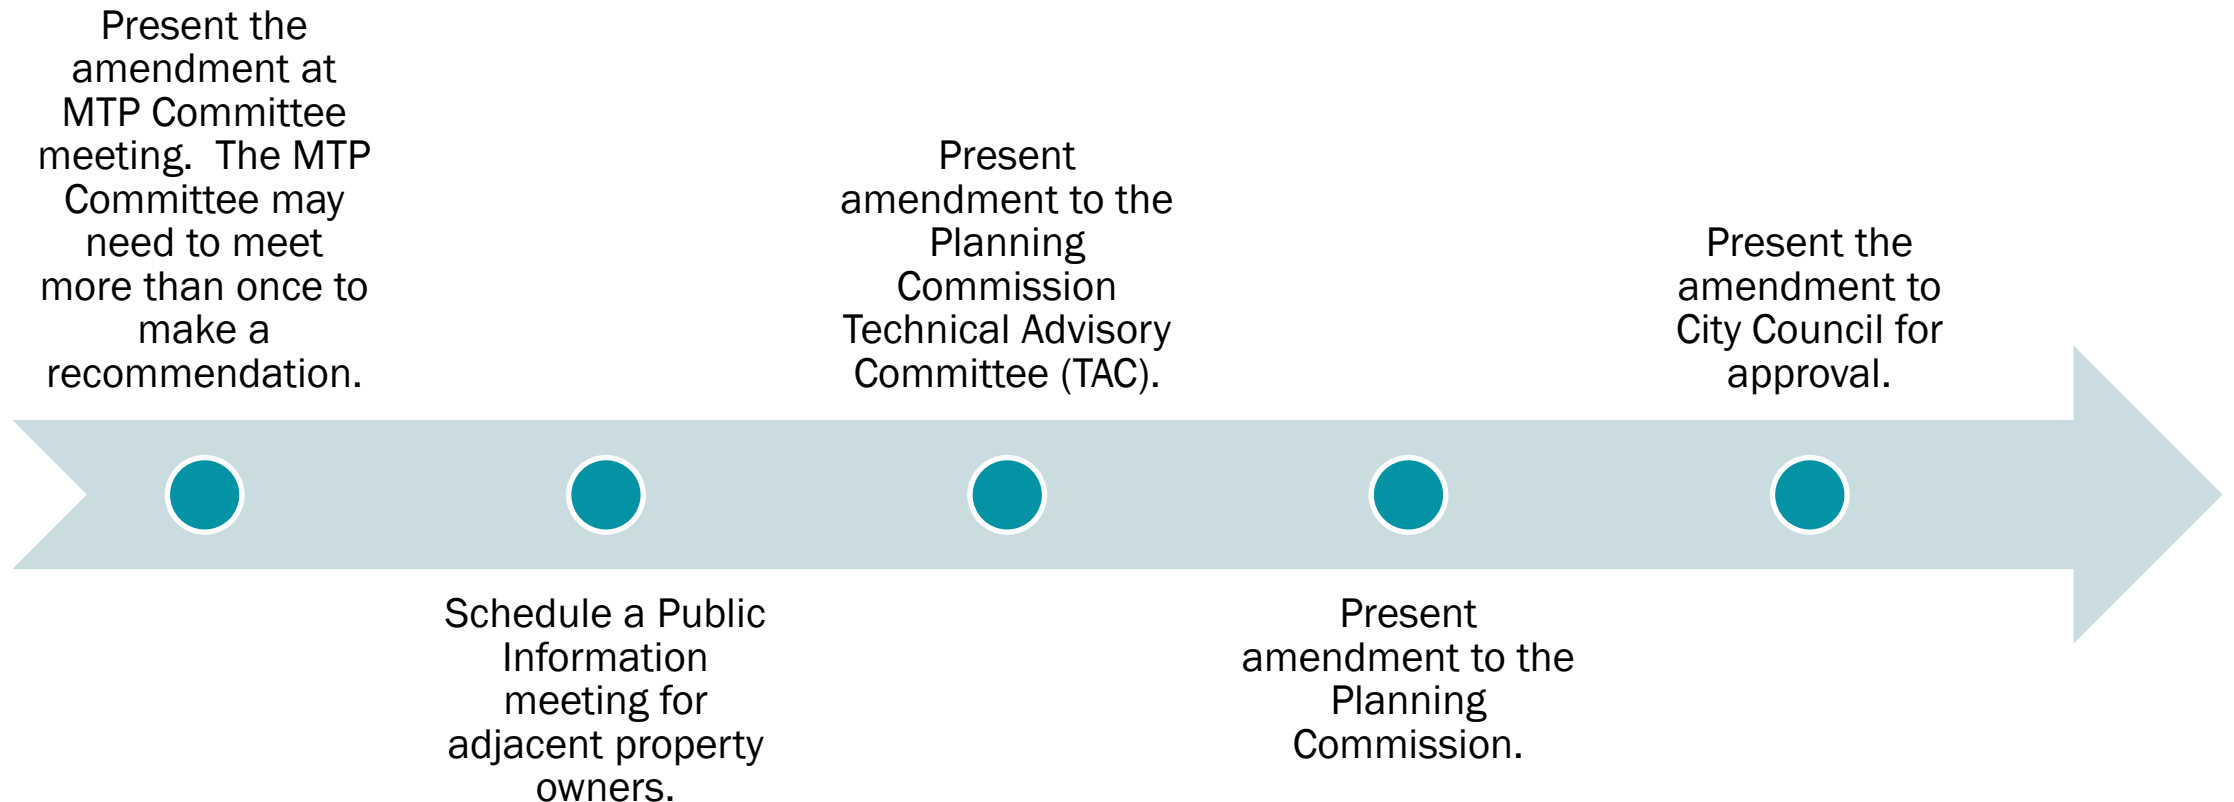 Present the
amendment at
MTP Committee
meeting.  The MTP
Committee may
need to meet
more than once to
make a
recommendation.
Schedule a Public
Information
meeting for
adjacent property
owners.
Present
amendment to the
Planning
Commission
Technical Advisory
Committee (TAC).
Present
amendment to the
Planning
Commission.
Present the
amendment to
City Council for
approval.